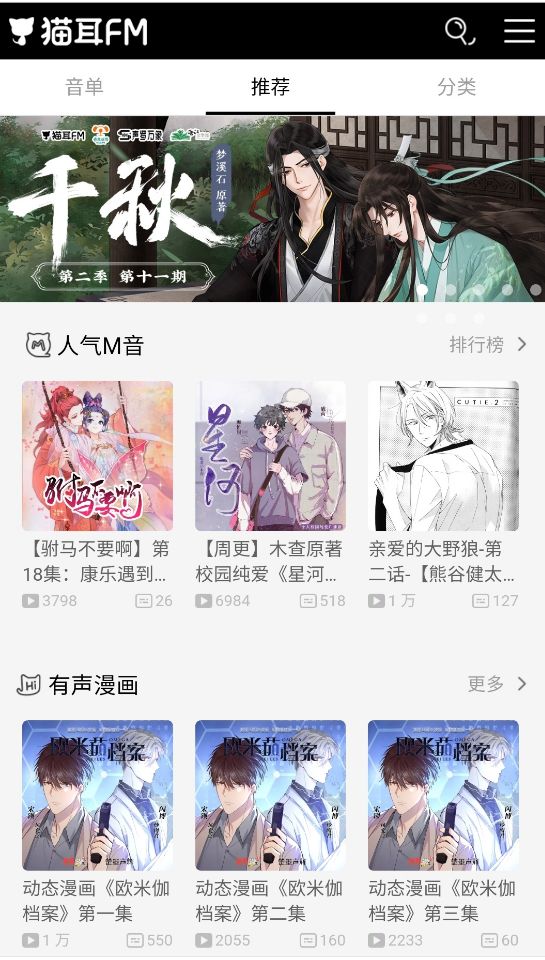 猫耳FM
音单 推荐 分类
猫耳FM 声罗万象
千秋
梦溪石 原著
第二季 第十一期
人气M音 排行榜
星河
CUTIE 2
驸马不要啊
【驸马不要啊】第 【周更】木查原著 亲爱的大野狼-第
18集：康乐遇到... 校园纯爱《星河... 二话-【熊谷健太...
3798 26 6984 518 1 万 127
有声漫画 更多
欧米茄档案 欧米茄档案 欧米茄档案
动态漫画《欧米伽 动态漫画《欧米伽 动态漫画《欧米伽
档案》第一集 档案》第二集 档案》第三集
1 万 550 2055 160 2233 60